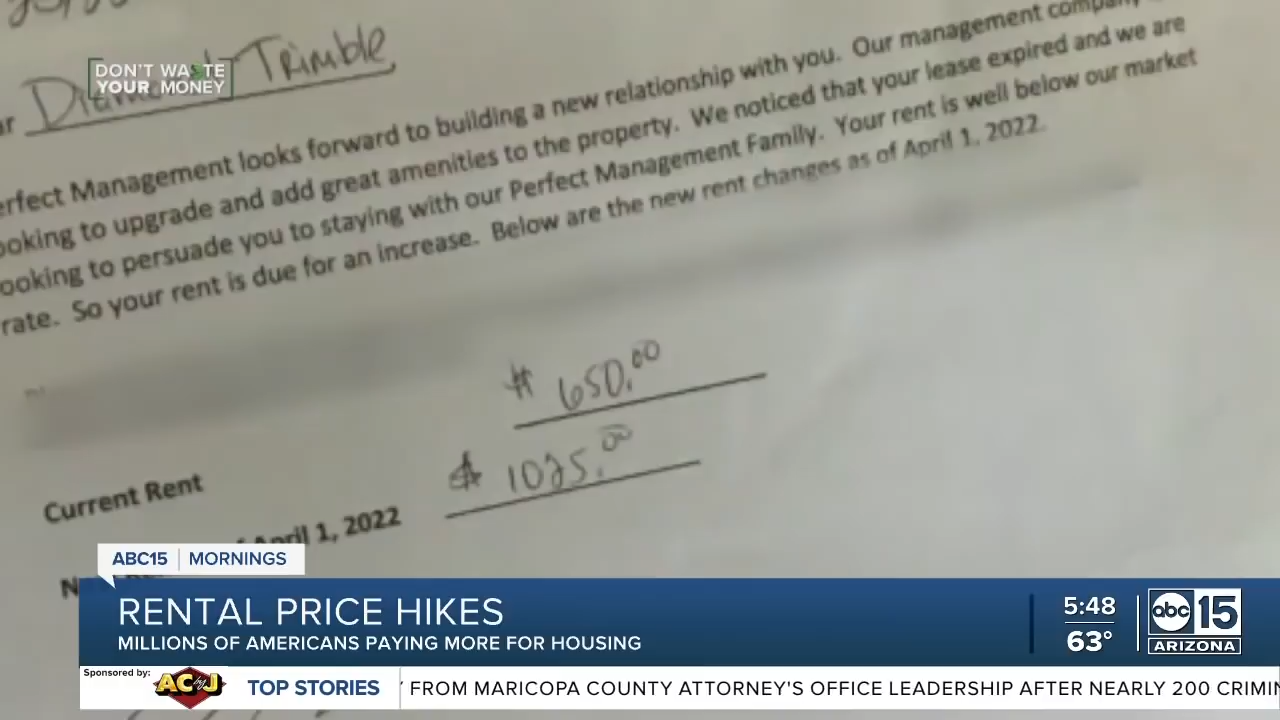 DON'T WASTE
YOUR MONEY
Trimble
Perfect Management looks forward to building a new relationship with you. Our management company
looking to upgrade and add great amenities to the property. We noticed that your lease expired and we are
looking to persuade you to staying with our Perfect Management Family. Your rent is well below our market
rate. So your rent is due for an increase. Below are the new rent changes as of April 1, 2022.
$ 650.00
Current Rent
$ 1025.00
April 1, 2022
ABC15 | MORNINGS
RENTAL PRICE HIKES
MILLIONS OF AMERICANS PAYING MORE FOR HOUSING
5:48
63°
abc 15
ARIZONA
Sponsored by:
AC by J
TOP STORIES
FROM MARICOPA COUNTY ATTORNEY'S OFFICE LEADERSHIP AFTER NEARLY 200 CRIMIN